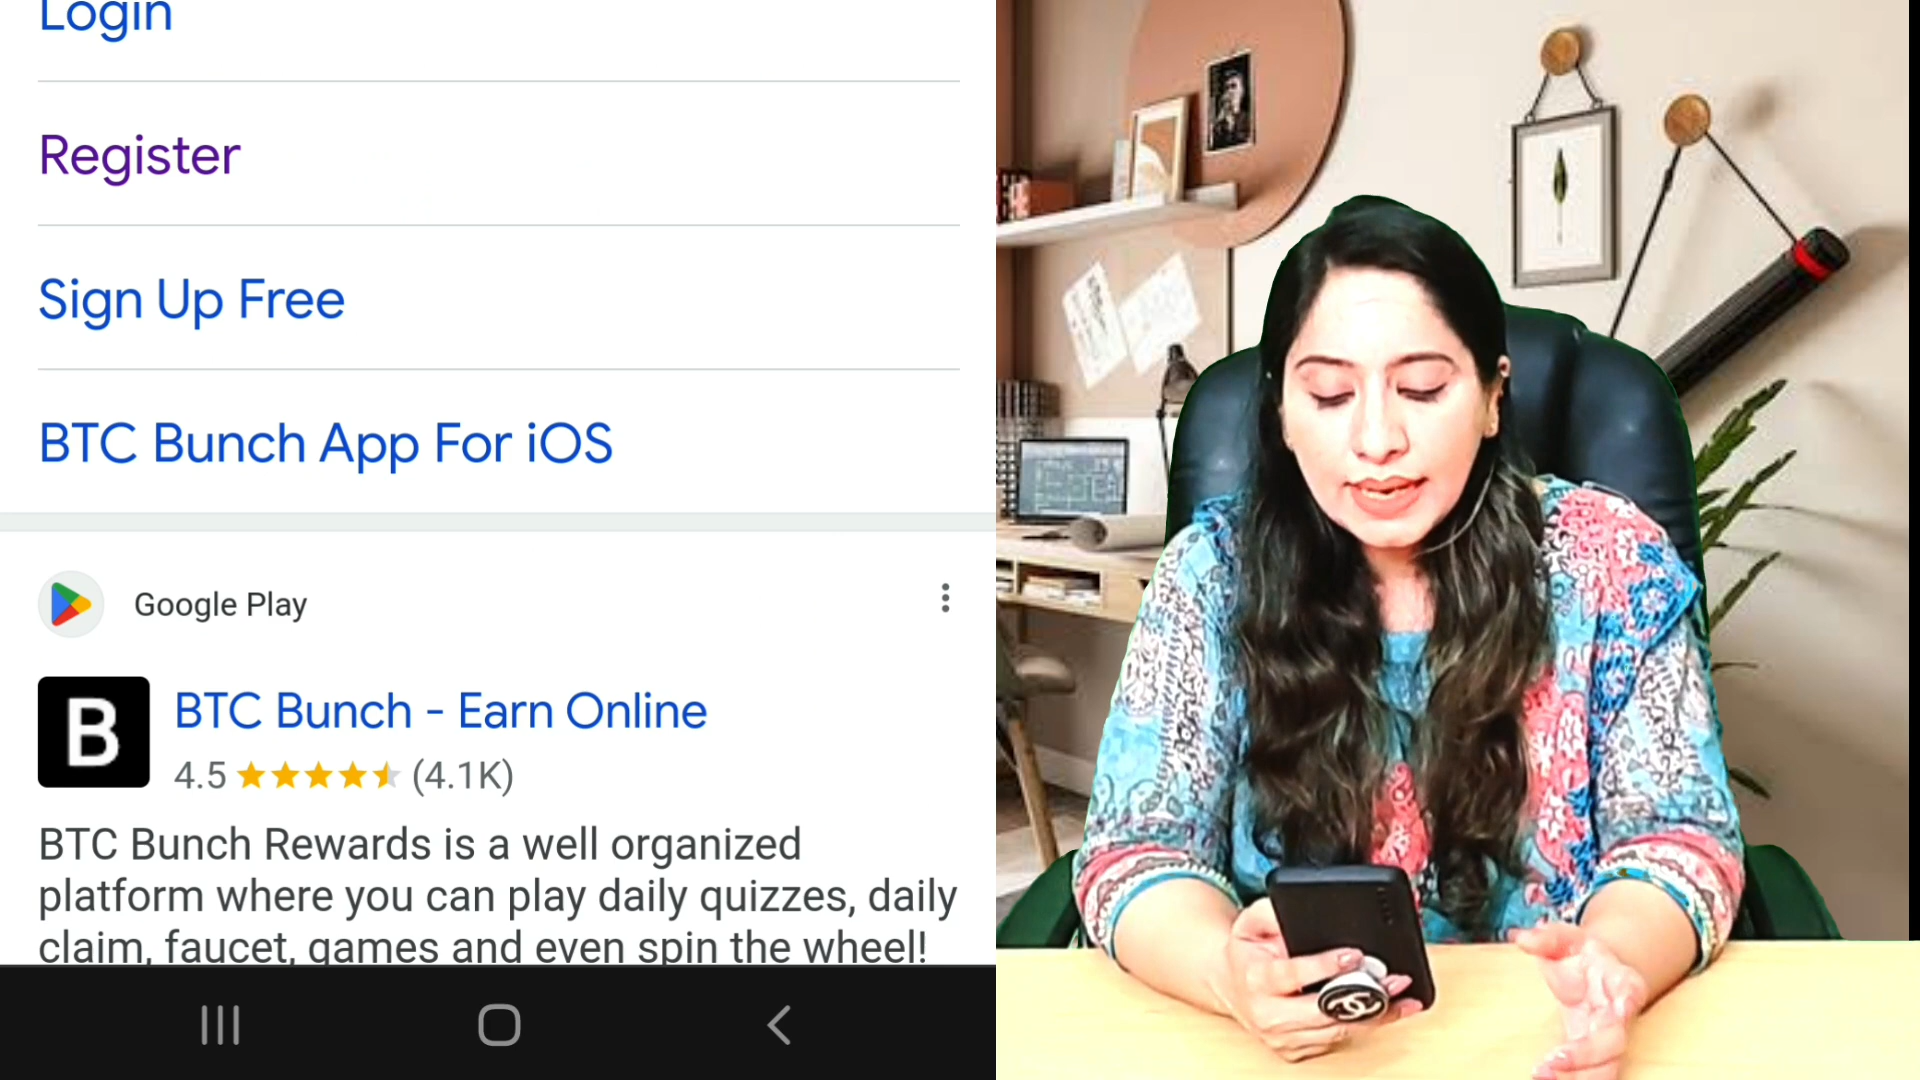 Login
Register
Sign Up Free
BTC Bunch App For iOS
Google Play
B
BTC Bunch - Earn Online
4.5 (4.1K)
BTC Bunch Rewards is a well organized
platform where you can play daily quizzes, daily
claim, faucet, games and even spin the wheel!